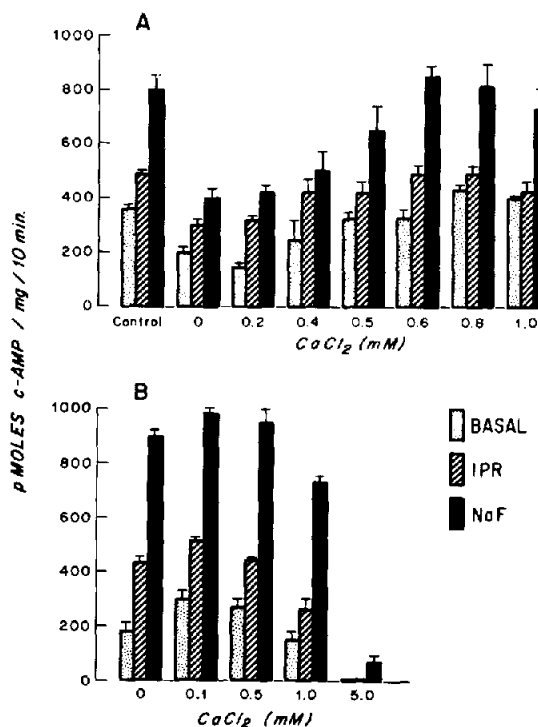 A
1000
800
600
400
200
0
Control 0 0.2 0.4 0.5 0.6 0.8 1.0
CaCl2 (mM)
pMOLES c-AMP / mg / 10 min.
B
1000
800
600
400
200
0
0 0.1 0.5 1.0 5.0
CaCl2 (mM)
BASAL
IPR
NaF